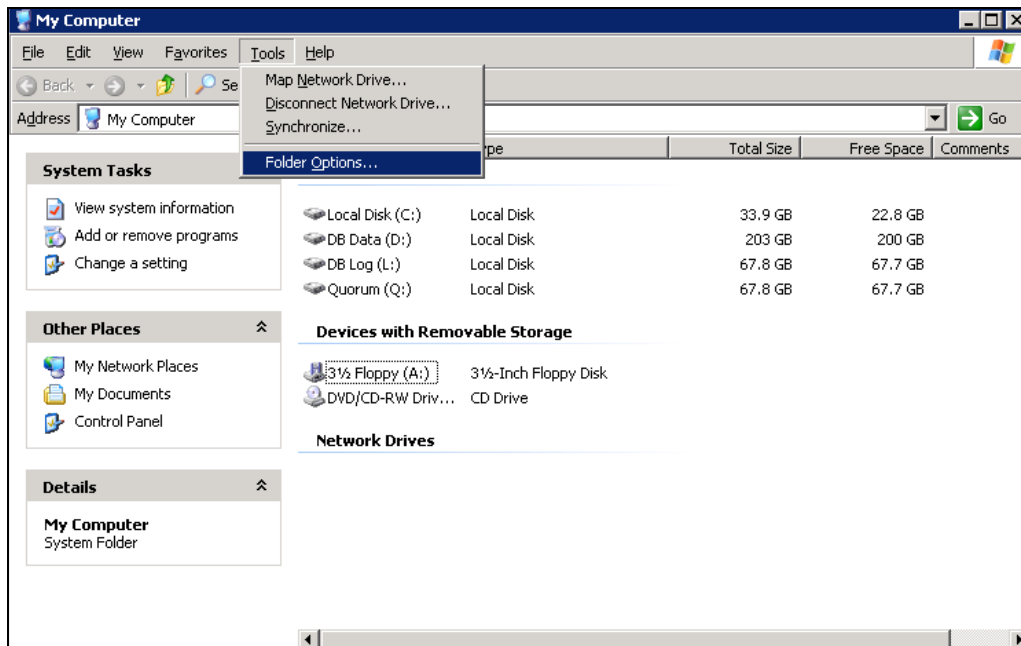 My Computer
File Edit View Favorites Tools Help
Back Se
Map Network Drive...
Disconnect Network Drive...
Synchronize...
Folder Options...
Address My Computer Go
Total Size Free Space Comments
System Tasks
View system information
Add or remove programs
Change a setting
Local Disk (C:) Local Disk 33.9 GB 22.8 GB
DB Data (D:) Local Disk 203 GB 200 GB
DB Log (L:) Local Disk 67.8 GB 67.7 GB
Quorum (Q:) Local Disk 67.8 GB 67.7 GB
Other Places
My Network Places
My Documents
Control Panel
Devices with Removable Storage
3½ Floppy (A:) 3½-Inch Floppy Disk
DVD/CD-RW Driv... CD Drive
Network Drives
Details
My Computer
System Folder